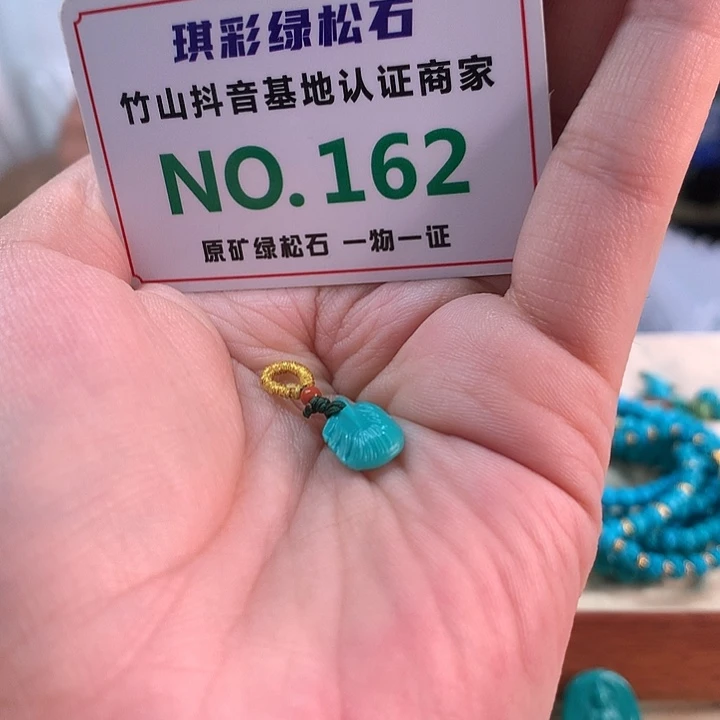 琪彩绿松石
竹山抖音基地认证商家
NO.162
原矿绿松石 一物一证